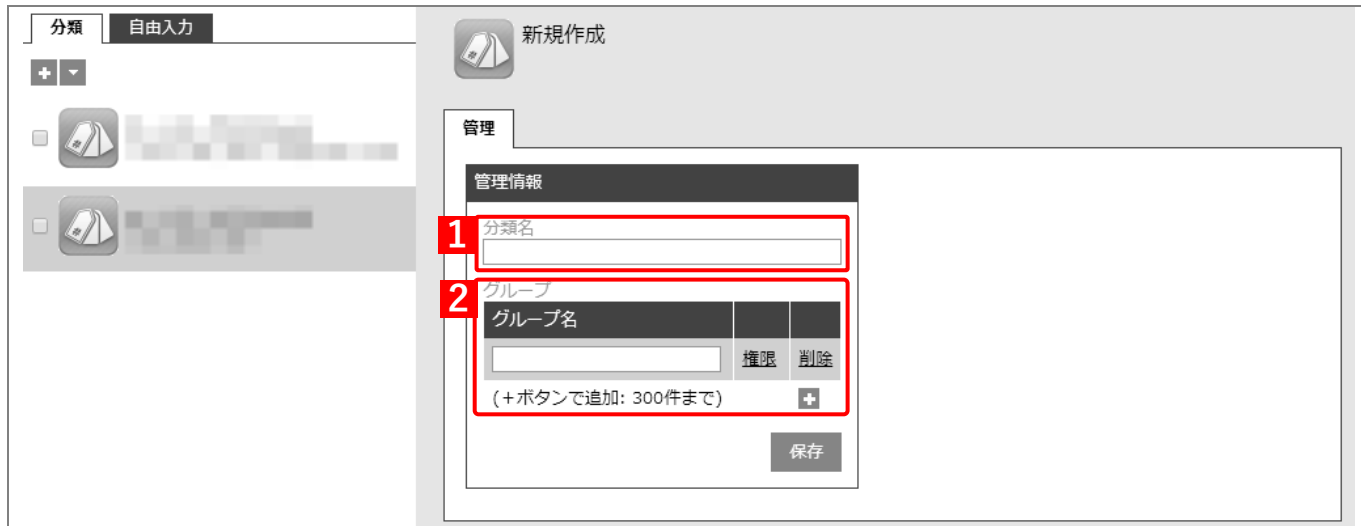 分類 自由入力
新規作成
管理
管理情報
1
分類名
2
グループ
グループ名
権限 削除
(+ボタンで追加: 300件まで)
保存